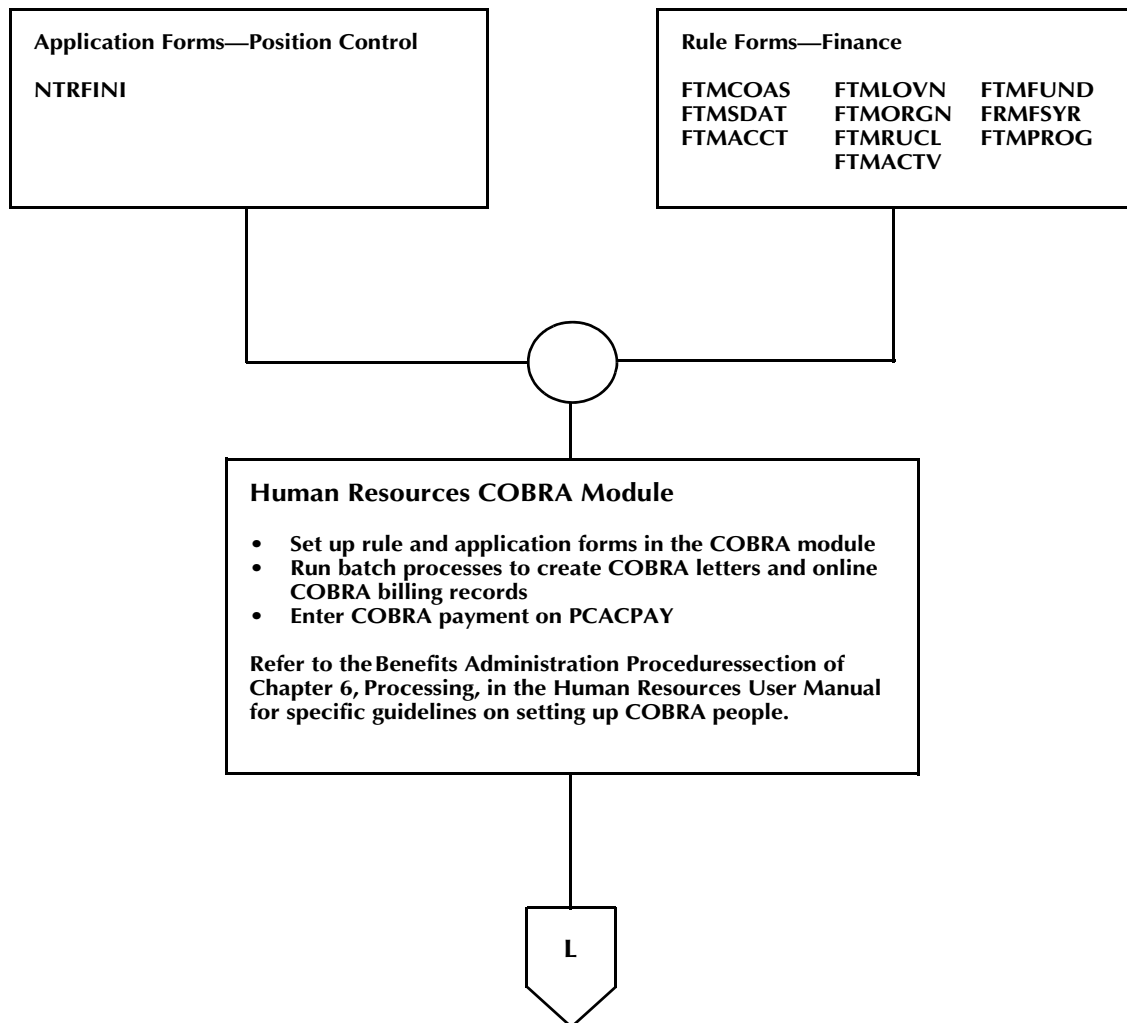 Application Forms—Position Control
NTRFINI
Rule Forms—Finance
FTMCOAS FTMLOVN FTMFUND
FTMSDAT FTMORGN FRMFSYR
FTMACCT FTMRUCL FTMPROG
FTMACTV
Human Resources COBRA Module
• Set up rule and application forms in the COBRA module
• Run batch processes to create COBRA letters and online
COBRA billing records
• Enter COBRA payment on PCACPAY
Refer to the Benefits Administration Proceduressection of
Chapter 6, Processing, in the Human Resources User Manual
for specific guidelines on setting up COBRA people.
L